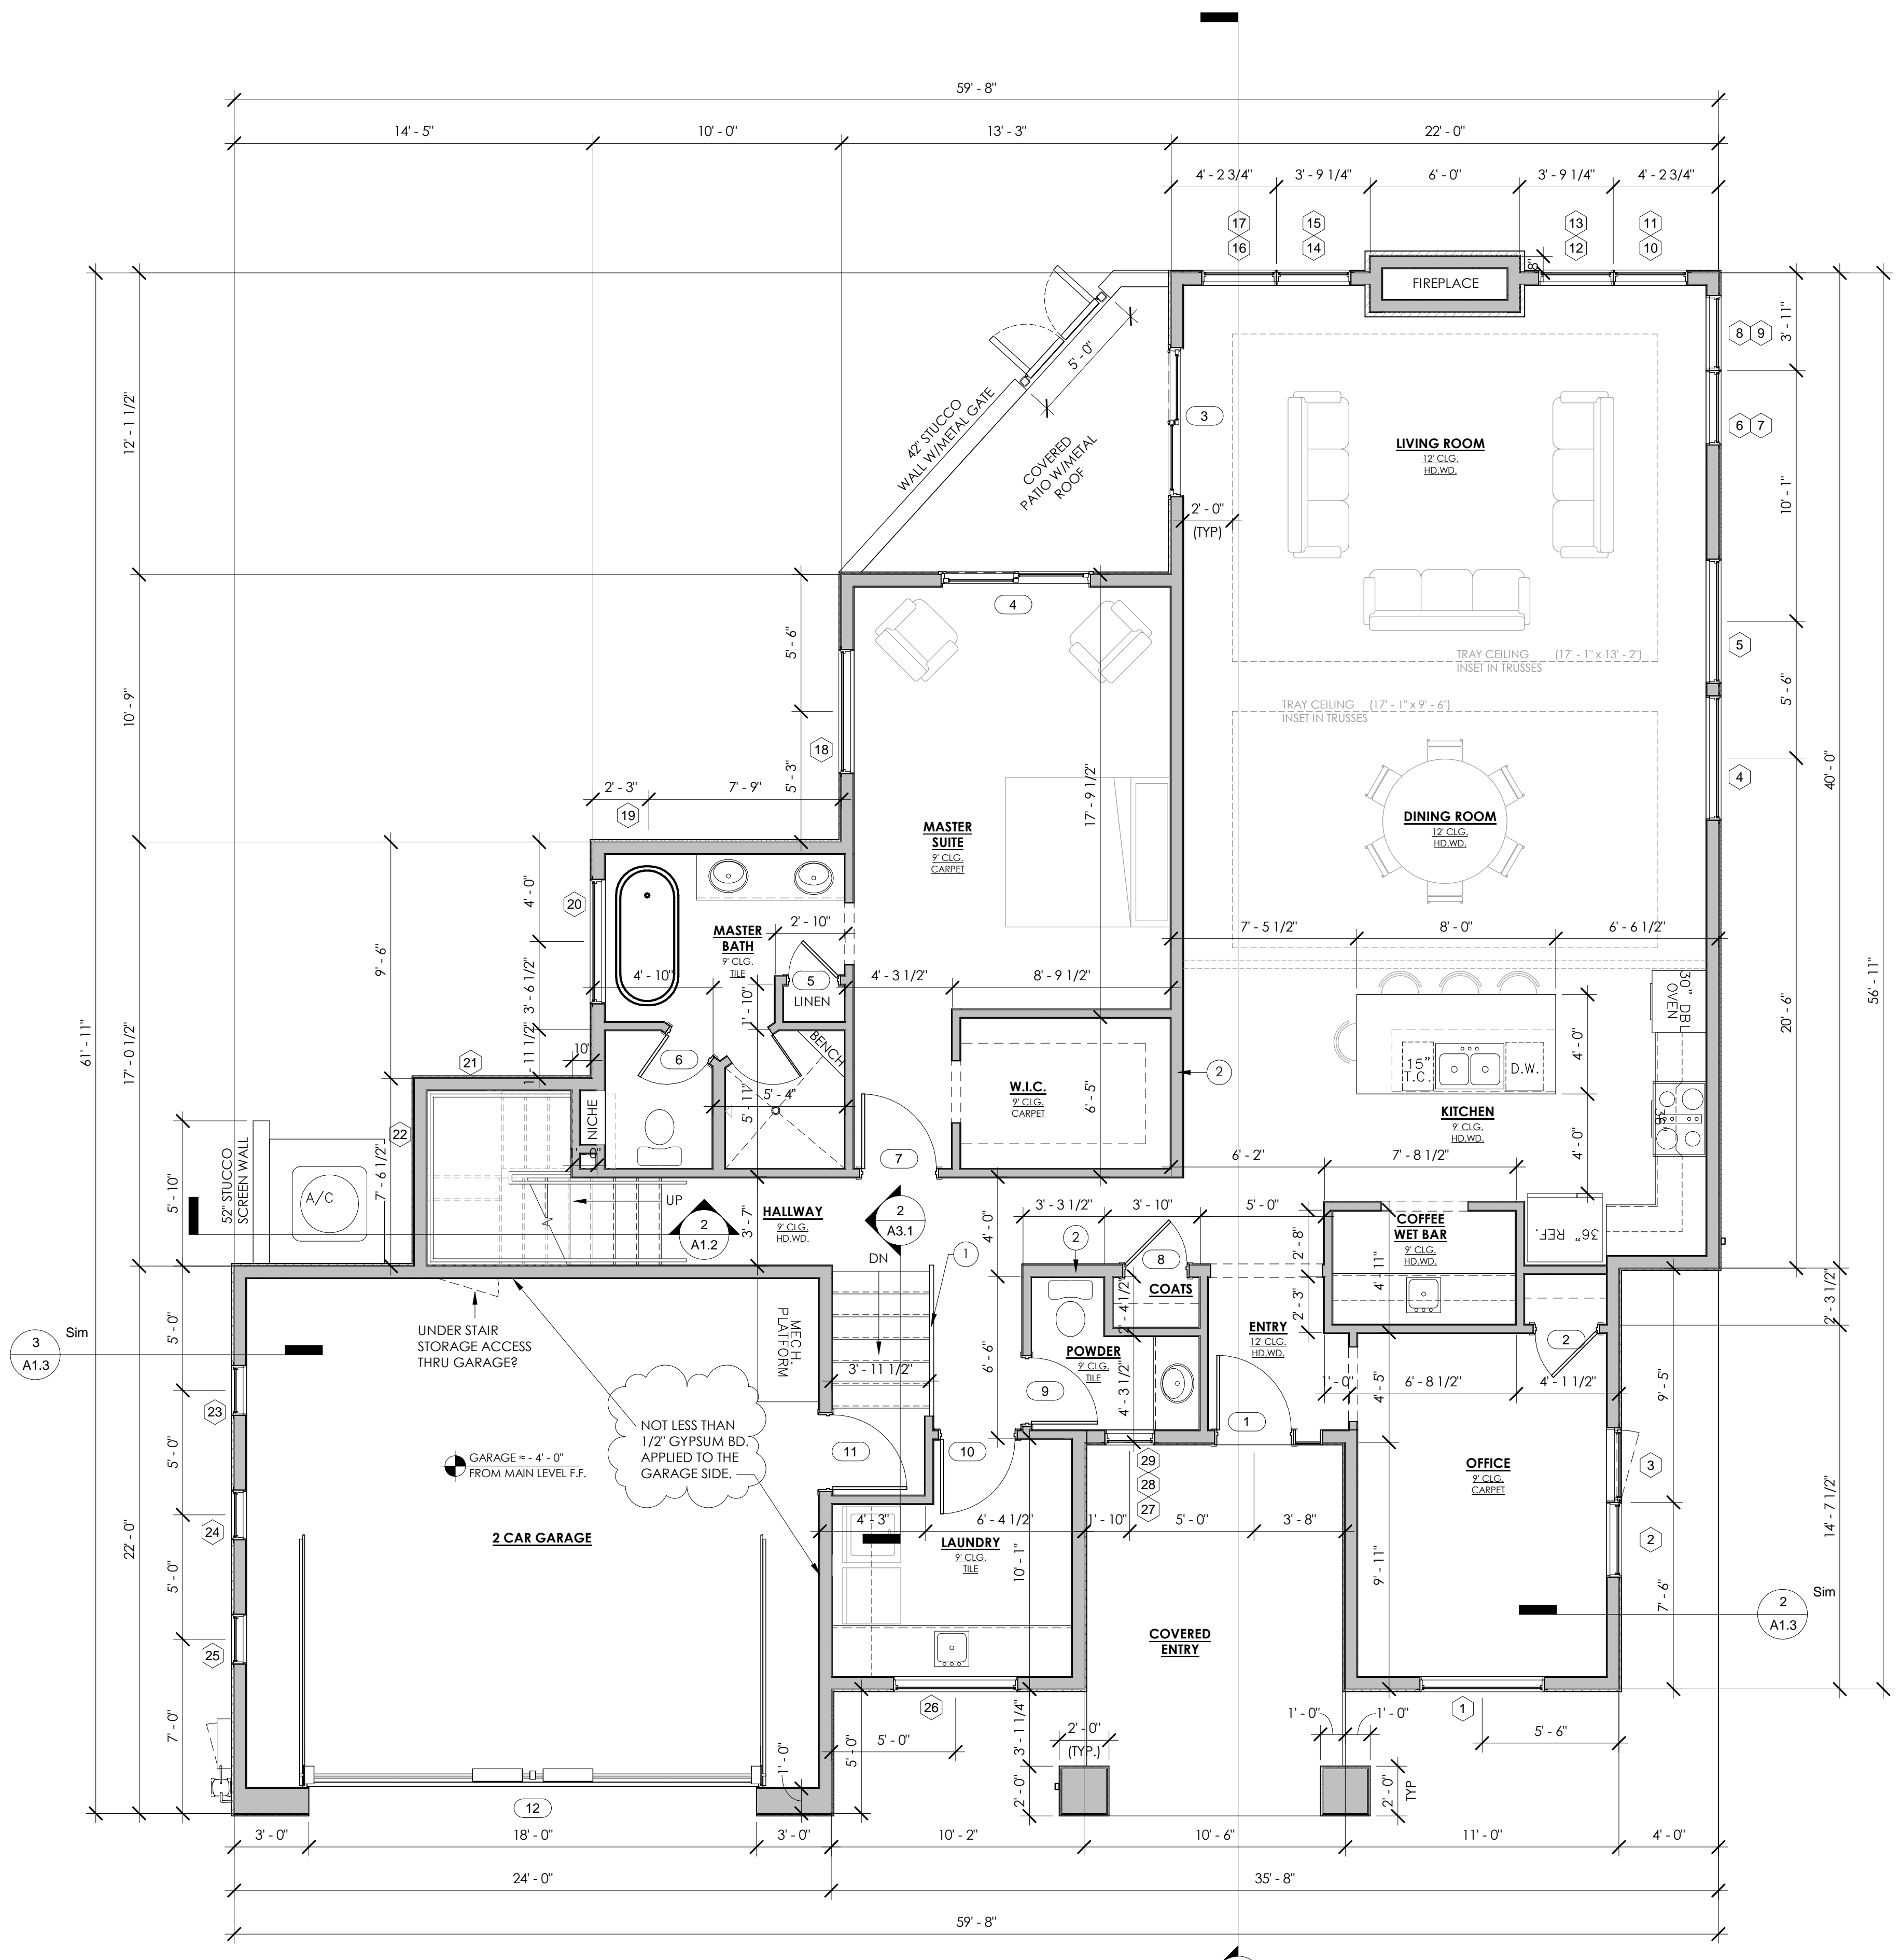 59' - 8"
14' - 5"
10' - 0"
13' - 3"
22' - 0"
4' - 2 3/4"
3' - 9 1/4"
6' - 0"
3' - 9 1/4"
4' - 2 3/4"
17
16
15
14
13
12
11
10
FIREPLACE
8"
8
9
3' - 11"
6
7
12' - 1 1/2"
5' - 0"
42" STUCCO
WALL W/METAL GATE
COVERED
PATIO W/METAL
ROOF
3
2' - 0"
(TYP)
LIVING ROOM
12' CLG.
HD.WD.
10' - 1"
4
5' - 6"
TRAY CEILING (17' - 1" x 13' - 2")
INSET IN TRUSSES
5
5' - 6"
10' - 9"
TRAY CEILING (17' - 1" x 9' - 6")
INSET IN TRUSSES
18
5' - 3"
4
40' - 0"
2' - 3"
7' - 9"
19
17' - 9 1/2"
MASTER
SUITE
9' CLG.
CARPET
DINING ROOM
12' CLG.
HD.WD.
4' - 0"
20
9' - 6"
2' - 10"
MASTER
BATH
9' CLG.
TILE
7' - 5 1/2"
8' - 0"
6' - 6 1/2"
4' - 10"
5
LINEN
4' - 3 1/2"
8' - 9 1/2"
3' - 6 1/2"
1' - 10"
30" DBL
OVEN
56' - 11"
20' - 6"
61' - 11"
17' - 0 1/2"
1' - 11 1/2"
10"
21
6
BENCH
4' - 0"
15"
T.C.
D.W.
2
W.I.C.
9' CLG.
CARPET
6' - 5"
5' - 11"
5' - 4"
KITCHEN
9' CLG.
HD.WD.
36"
NICHE
22
4' - 0"
7
52" STUCCO
SCREEN WALL
5' - 10"
A/C
7' - 6 1/2"
6' - 2"
7' - 8 1/2"
UP
2
A1.2
3' - 7"
HALLWAY
9' CLG.
HD.WD.
2
A3.1
4' - 0"
3' - 3 1/2"
3' - 10"
5' - 0"
COFFEE
WET BAR
9' CLG.
HD.WD.
36" REF.
2' - 8"
4' - 11"
DN
1
2
8
COATS
2' - 4 1/2"
2' - 3"
2' - 3 1/2"
UNDER STAIR
STORAGE ACCESS
THRU GARAGE?
MECH.
PLATFORM
ENTRY
12' CLG.
HD.WD.
3
A1.3
Sim
5' - 0"
3' - 11 1/2"
6' - 6"
POWDER
9' CLG.
TILE
9
4' - 3 1/2"
2
1' - 0"
4' - 5"
6' - 8 1/2"
4' - 1 1/2"
9' - 5"
23
NOT LESS THAN
1/2" GYPSUM BD.
APPLIED TO THE
GARAGE SIDE.
11
10
1
5' - 0"
GARAGE ≈ - 4' - 0"
FROM MAIN LEVEL F.F.
29
28
27
OFFICE
9' CLG.
CARPET
3
24
2 CAR GARAGE
4' - 3"
6' - 4 1/2"
1' - 10"
5' - 0"
3' - 8"
2
22' - 0"
LAUNDRY
9' CLG.
TILE
10' - 1"
9' - 11"
14' - 7 1/2"
5' - 0"
7' - 6"
2
A1.3
Sim
25
COVERED
ENTRY
26
1
7' - 0"
1' - 0"
5' - 0"
5' - 0"
3' - 1 1/4"
2' - 0"
(TYP.)
1' - 0"
1' - 0"
5' - 6"
2' - 0"
2' - 0"
TYP
12
3' - 0"
18' - 0"
3' - 0"
10' - 2"
10' - 6"
11' - 0"
4' - 0"
24' - 0"
35' - 8"
59' - 8"